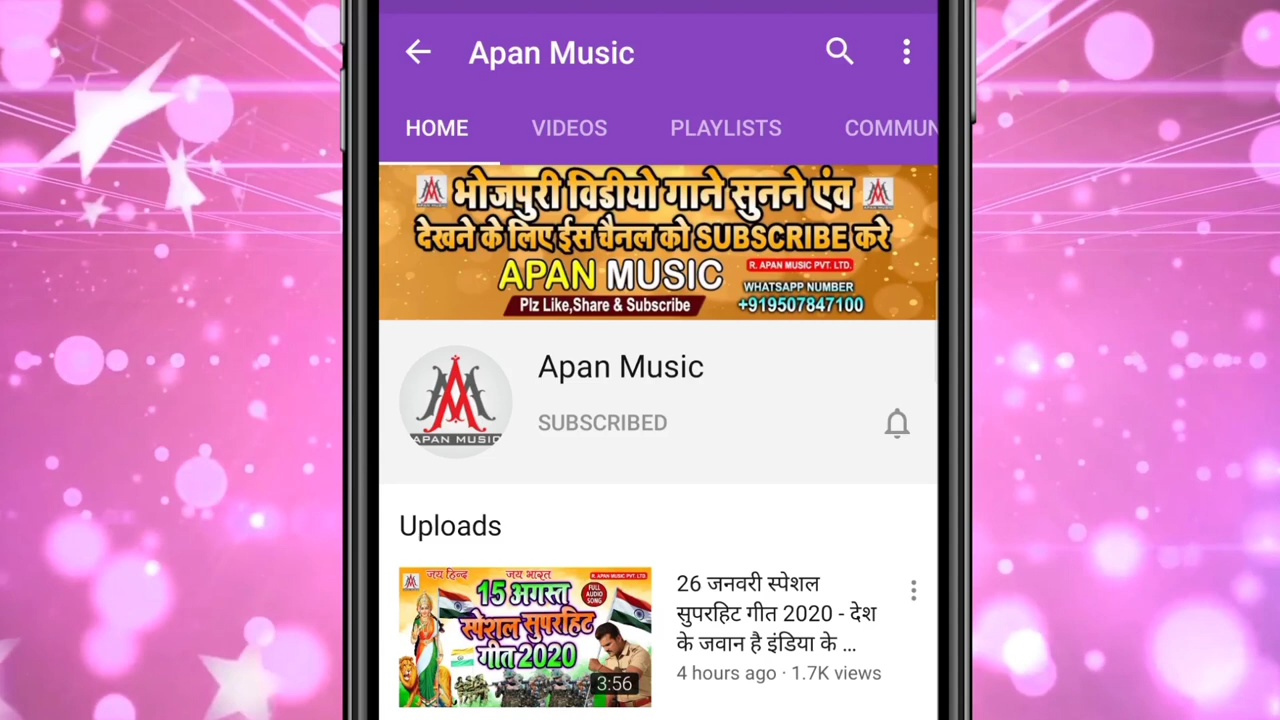 Apan Music
HOME VIDEOS PLAYLISTS COMMUN
भोजपुरी विडीयो गाने सुनने एंव
देखने के लिए ईस चैनल को SUBSCRIBE करे
APAN MUSIC
R. APAN MUSIC PVT. LTD.
WHATSAPP NUMBER
+919507847100
Plz Like,Share & Subscribe
Apan Music
SUBSCRIBED
APAN MUSIC
Uploads
जय हिन्द जय भारत
R. APAN MUSIC PVT. LTD
15 अगस्त
FULL
AUDIO
SONG
स्पेशल सुपरहिट
गीत 2020
3:56
26 जनवरी स्पेशल
सुपरहिट गीत 2020 - देश
के जवान है इंडिया के ...
4 hours ago · 1.7K views